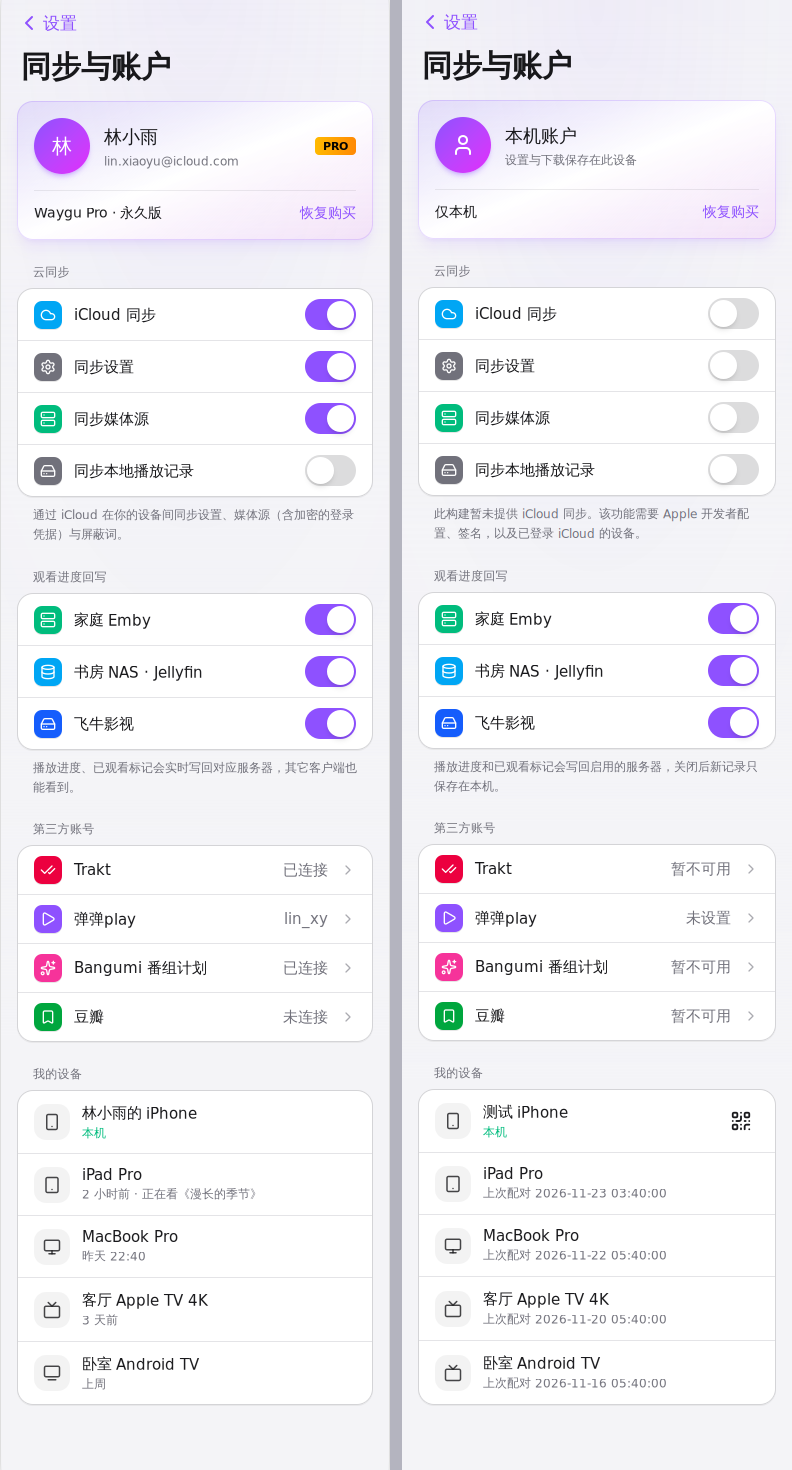 设置
同步与账户
林
林小雨
lin.xiaoyu@icloud.com
PRO
Waygu Pro · 永久版
恢复购买
云同步
iCloud 同步
同步设置
同步媒体源
同步本地播放记录
通过 iCloud 在你的设备间同步设置、媒体源（含加密的登录
凭据）与屏蔽词。
观看进度回写
家庭 Emby
书房 NAS · Jellyfin
飞牛影视
播放进度、已观看标记会实时写回对应服务器，其它客户端也
能看到。
第三方账号
Trakt
已连接
弹弹play
lin_xy
Bangumi 番组计划
已连接
豆瓣
未连接
我的设备
林小雨的 iPhone
本机
iPad Pro
2 小时前 · 正在看《漫长的季节》
MacBook Pro
昨天 22:40
客厅 Apple TV 4K
3 天前
卧室 Android TV
上周
设置
同步与账户
本机账户
设置与下载保存在此设备
仅本机
恢复购买
云同步
iCloud 同步
同步设置
同步媒体源
同步本地播放记录
此构建暂未提供 iCloud 同步。该功能需要 Apple 开发者配
置、签名，以及已登录 iCloud 的设备。
观看进度回写
家庭 Emby
书房 NAS · Jellyfin
飞牛影视
播放进度和已观看标记会写回启用的服务器，关闭后新记录只
保存在本机。
第三方账号
Trakt
暂不可用
弹弹play
未设置
Bangumi 番组计划
暂不可用
豆瓣
暂不可用
我的设备
测试 iPhone
本机
iPad Pro
上次配对 2026-11-23 03:40:00
MacBook Pro
上次配对 2026-11-22 05:40:00
客厅 Apple TV 4K
上次配对 2026-11-20 05:40:00
卧室 Android TV
上次配对 2026-11-16 05:40:00